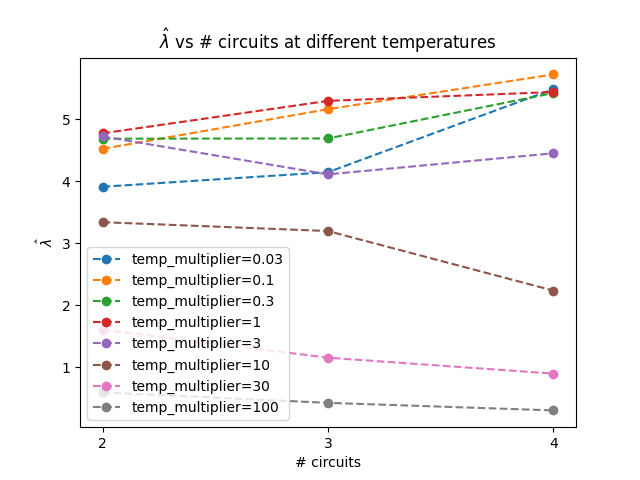 λ̂ vs # circuits at different temperatures
λ̂
5
4
3
2
1
temp_multiplier=0.03
temp_multiplier=0.1
temp_multiplier=0.3
temp_multiplier=1
temp_multiplier=3
temp_multiplier=10
temp_multiplier=30
temp_multiplier=100
2 3 4
# circuits